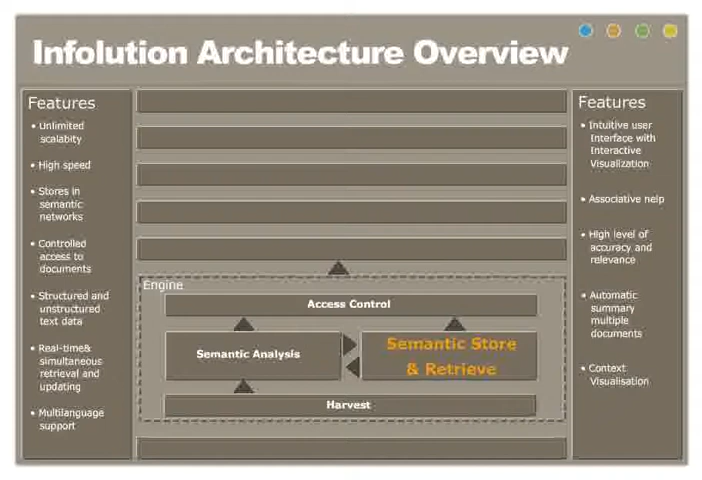 Infolution Architecture Overview
Features
• Unlimited
scalabity
• High speed
• Stores in
semantic
networks
• Controlled
access to
documents
• Structured and
unstructured
text data
• Real-time&
simultaneous
retrieval and
updating
• Multilanguage
support
Engine
Access Control
Semantic Analysis
Semantic Store
& Retrieve
Harvest
Features
• Intuitive user
Interface with
Interactive
Visualization
• Associative help
• High level of
accuracy and
relevance
• Automatic
summary
multiple
documents
• Context
Visualisation